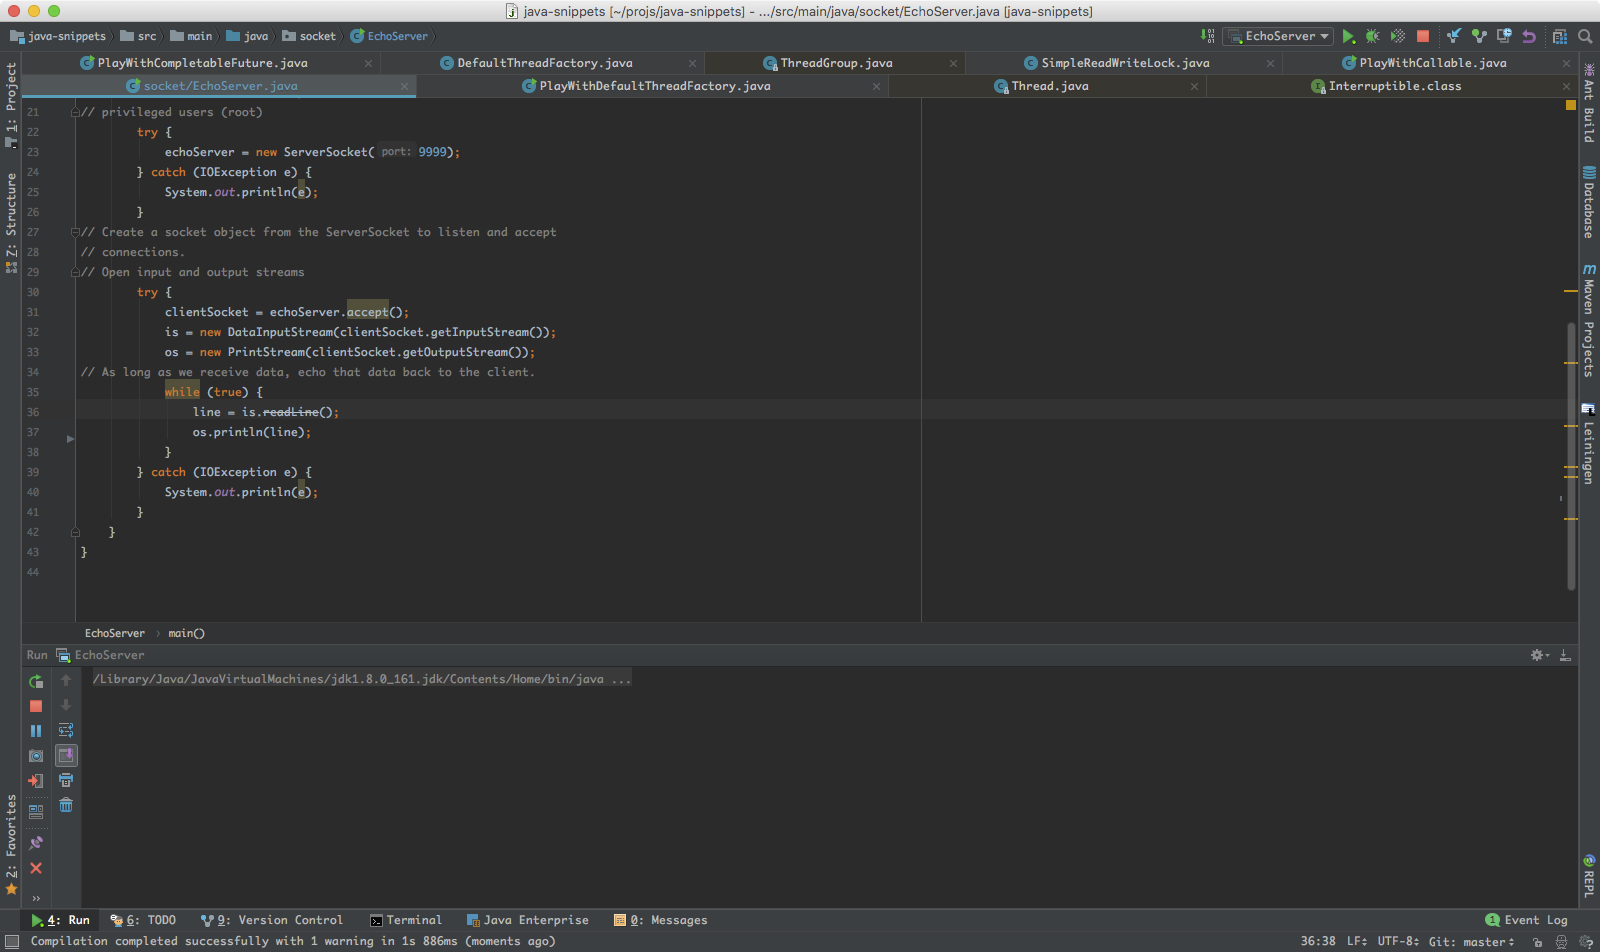 java-snippets [~/projs/java-snippets] - .../src/main/java/socket/EchoServer.java [java-snippets]
java-snippets src main java socket EchoServer
EchoServer
PlayWithCompletableFuture.java DefaultThreadFactory.java ThreadGroup.java SimpleReadWriteLock.java PlayWithCallable.java
socket/EchoServer.java PlayWithDefaultThreadFactory.java Thread.java Interruptible.class
1: Project
Z: Structure
2: Favorites
21 // privileged users (root)
22 try {
23 echoServer = new ServerSocket( port: 9999);
24 } catch (IOException e) {
25 System.out.println(e);
26 }
27 // Create a socket object from the ServerSocket to listen and accept
28 // connections.
29 // Open input and output streams
30 try {
31 clientSocket = echoServer.accept();
32 is = new DataInputStream(clientSocket.getInputStream());
33 os = new PrintStream(clientSocket.getOutputStream());
34 // As long as we receive data, echo that data back to the client.
35 while (true) {
36 line = is.readLine();
37 os.println(line);
38 }
39 } catch (IOException e) {
40 System.out.println(e);
41 }
42 }
43 }
44
Ant Build
Database
Maven Projects
Leiningen
REPL
EchoServer main()
Run EchoServer
/Library/Java/JavaVirtualMachines/jdk1.8.0_161.jdk/Contents/Home/bin/java ...
4: Run 6: TODO 9: Version Control Terminal Java Enterprise 0: Messages 1 Event Log
Compilation completed successfully with 1 warning in 1s 886ms (moments ago) 36:38 LF UTF-8 Git: master